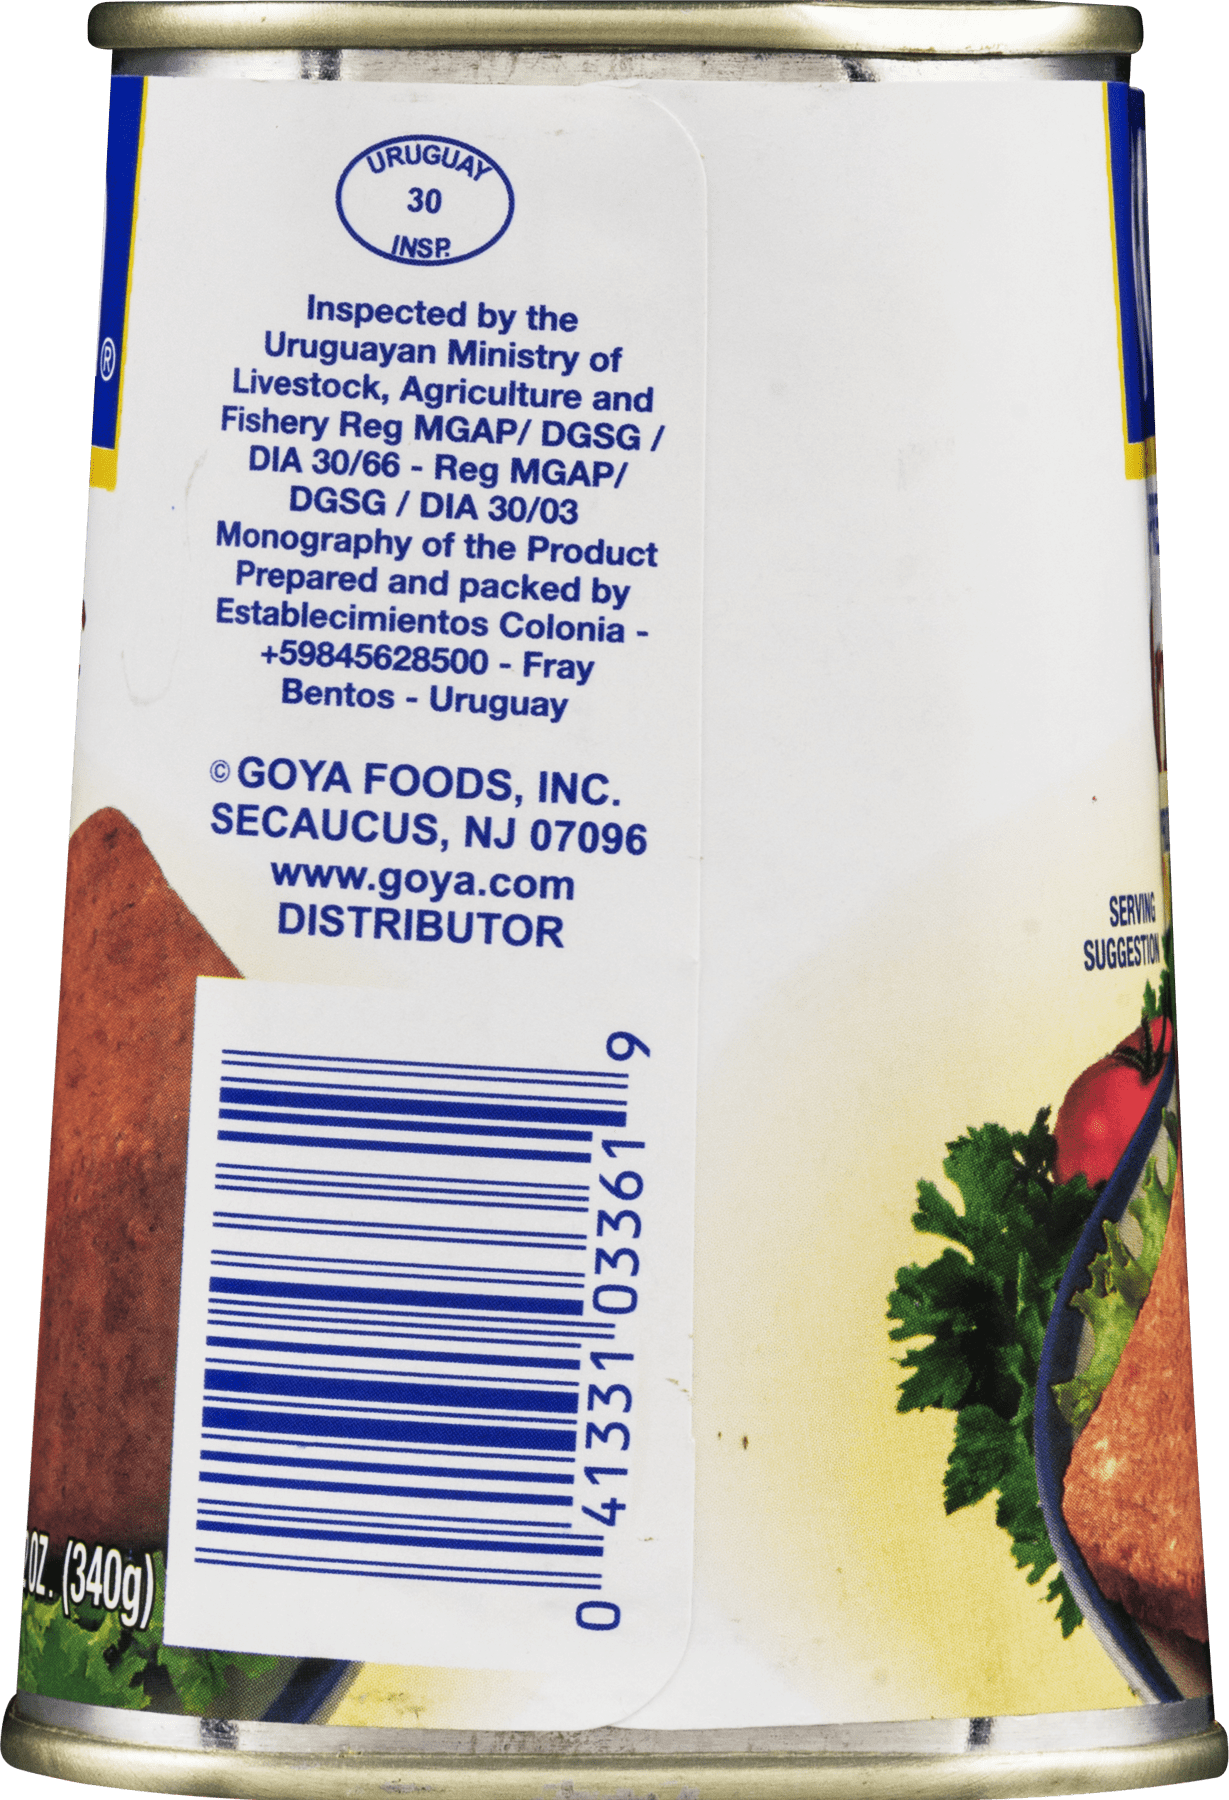 URUGUAY
30
INSP.
®
Inspected by the
Uruguayan Ministry of
Livestock, Agriculture and
Fishery Reg MGAP/ DGSG /
DIA 30/66 - Reg MGAP/
DGSG / DIA 30/03
Monography of the Product
Prepared and packed by
Establecimientos Colonia -
+59845628500 - Fray
Bentos - Uruguay
© GOYA FOODS, INC.
SECAUCUS, NJ 07096
www.goya.com
DISTRIBUTOR
SERVING
SUGGESTION
0 41331 03361 9
OZ. (340g)